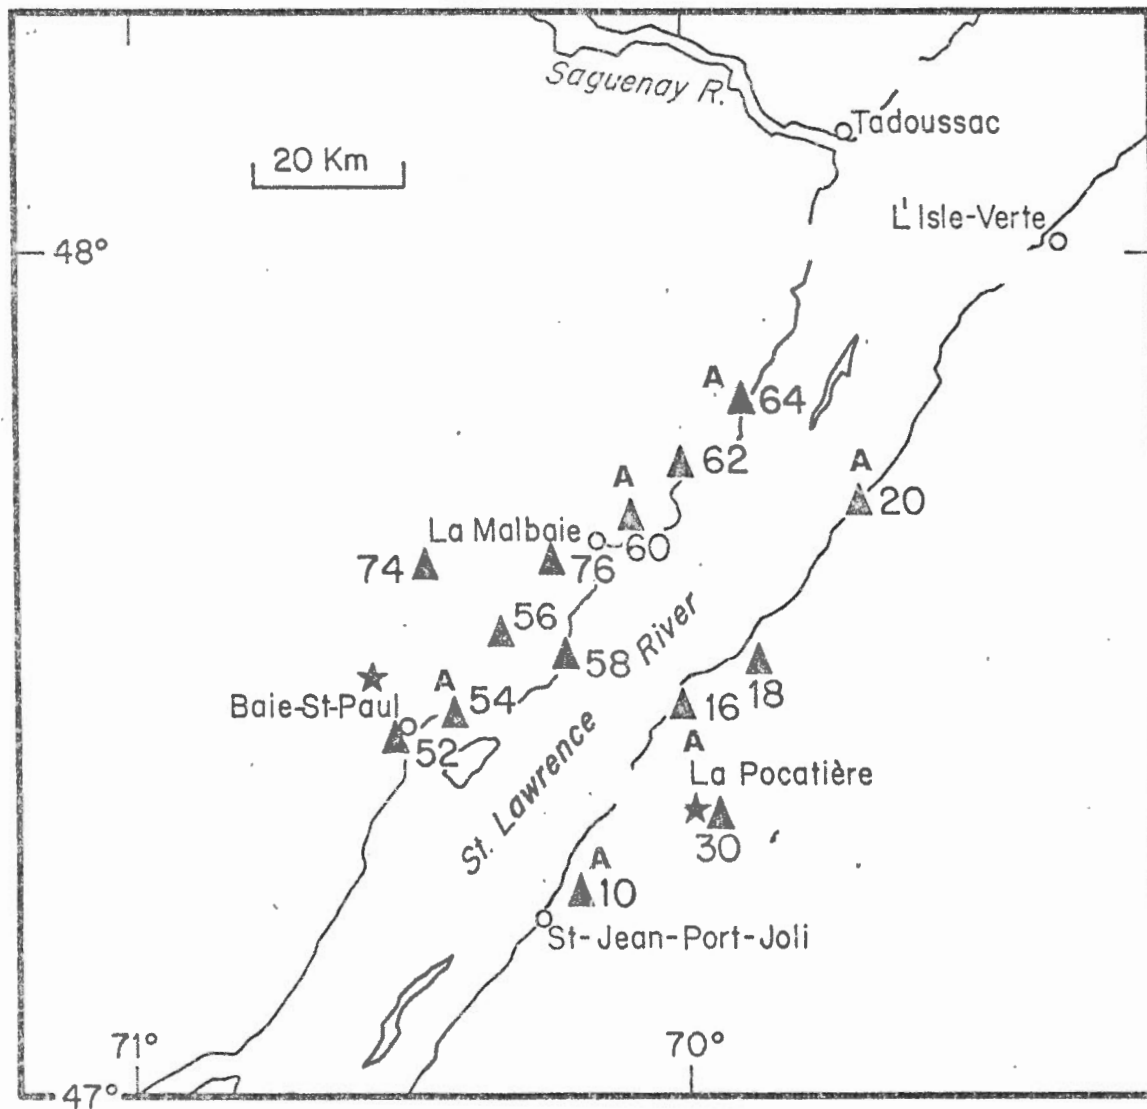 Saguenay R.
Tadoussac
20 Km
L'Isle-Verte
48°
A
64
62
A
A
20
La Malbaie
60
74
76
56
58
River
18
A
54
Baie-St-Paul
16
52
A
La Pocatière
St. Lawrence
30
A
10
St-Jean-Port-Joli
71°
70°
47°